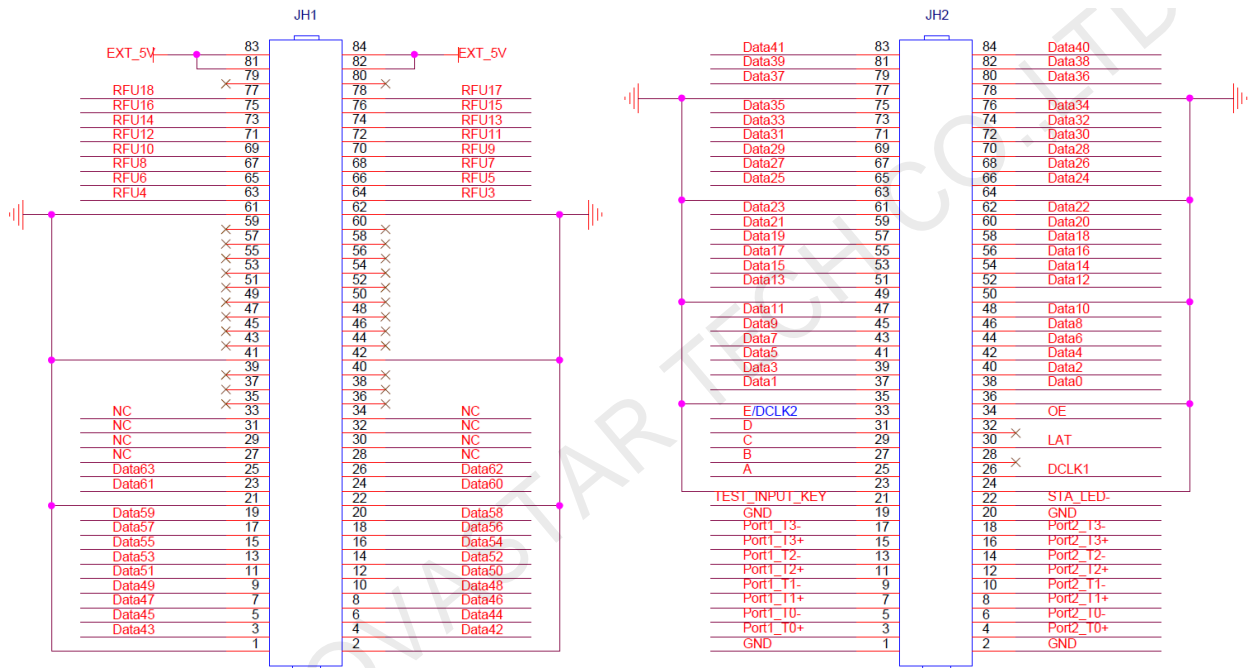 JH1
EXT_5V 83 84 EXT_5V
81 82
79 80
RFU18 77 78 RFU17
RFU16 75 76 RFU15
RFU14 73 74 RFU13
RFU12 71 72 RFU11
RFU10 69 70 RFU9
RFU8 67 68 RFU7
RFU6 65 66 RFU5
RFU4 63 64 RFU3
61 62
59 60
57 58
55 56
53 54
51 52
49 50
47 48
45 46
43 44
41 42
39 40
37 38
35 36
NC 33 34 NC
NC 31 32 NC
NC 29 30 NC
NC 27 28 NC
Data63 25 26 Data62
Data61 23 24 Data60
21 22
Data59 19 20 Data58
Data57 17 18 Data56
Data55 15 16 Data54
Data53 13 14 Data52
Data51 11 12 Data50
Data49 9 10 Data48
Data47 7 8 Data46
Data45 5 6 Data44
Data43 3 4 Data42
1 2
JH2
Data41 83 84 Data40
Data39 81 82 Data38
Data37 79 80 Data36
77 78
Data35 75 76 Data34
Data33 73 74 Data32
Data31 71 72 Data30
Data29 69 70 Data28
Data27 67 68 Data26
Data25 65 66 Data24
63 64
Data23 61 62 Data22
Data21 59 60 Data20
Data19 57 58 Data18
Data17 55 56 Data16
Data15 53 54 Data14
Data13 51 52 Data12
49 50
Data11 47 48 Data10
Data9 45 46 Data8
Data7 43 44 Data6
Data5 41 42 Data4
Data3 39 40 Data2
Data1 37 38 Data0
35 36
E/DCLK2 33 34 OE
D 31 32
C 29 30 LAT
B 27 28
A 25 26 DCLK1
23 24
TEST_INPUT_KEY 21 22 STA_LED-
GND 19 20 GND
Port1_T3- 17 18 Port2_T3-
Port1_T3+ 15 16 Port2_T3+
Port1_T2- 13 14 Port2_T2-
Port1_T2+ 11 12 Port2_T2+
Port1_T1- 9 10 Port2_T1-
Port1_T1+ 7 8 Port2_T1+
Port1_T0- 5 6 Port2_T0-
Port1_T0+ 3 4 Port2_T0+
GND 1 2 GND
OVASTAR TECH CO.,LTD